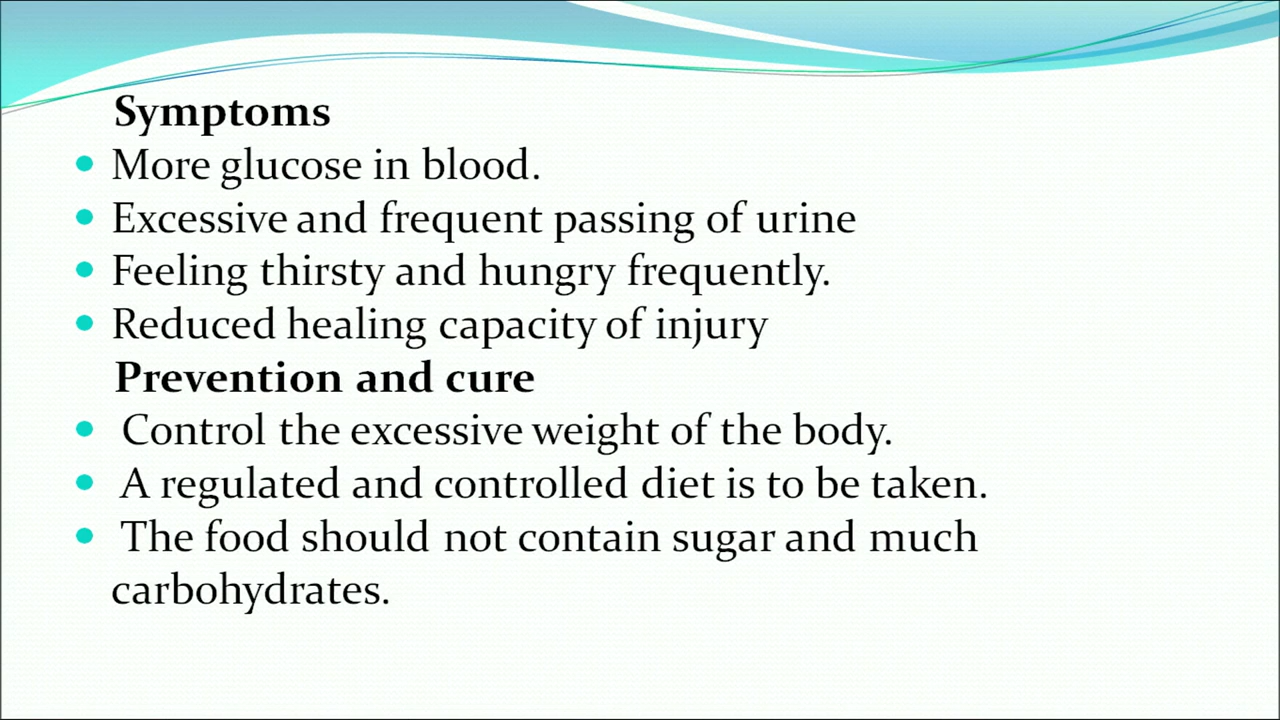 Symptoms
More glucose in blood.
Excessive and frequent passing of urine
Feeling thirsty and hungry frequently.
Reduced healing capacity of injury
Prevention and cure
Control the excessive weight of the body.
A regulated and controlled diet is to be taken.
The food should not contain sugar and much
carbohydrates.